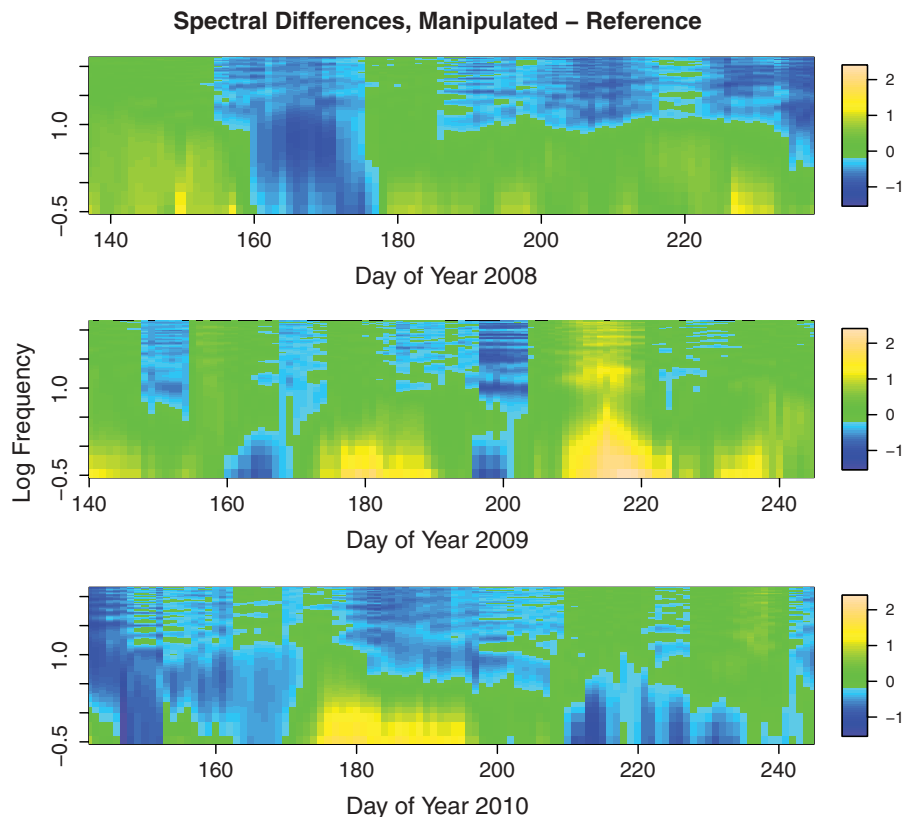 Spectral Differences, Manipulated – Reference
1.0
−0.5
140 160 180 200 220
Day of Year 2008
2
1
0
−1
Log Frequency
1.0
−0.5
140 160 180 200 220 240
Day of Year 2009
2
1
0
−1
1.0
−0.5
160 180 200 220 240
Day of Year 2010
2
1
0
−1